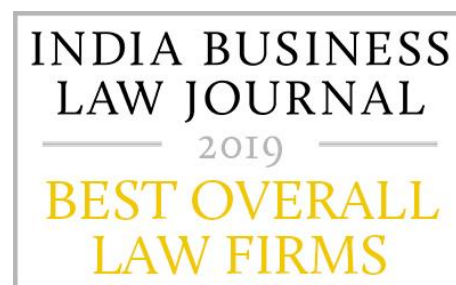 INDIA BUSINESS
LAW JOURNAL
2019
BEST OVERALL
LAW FIRMS